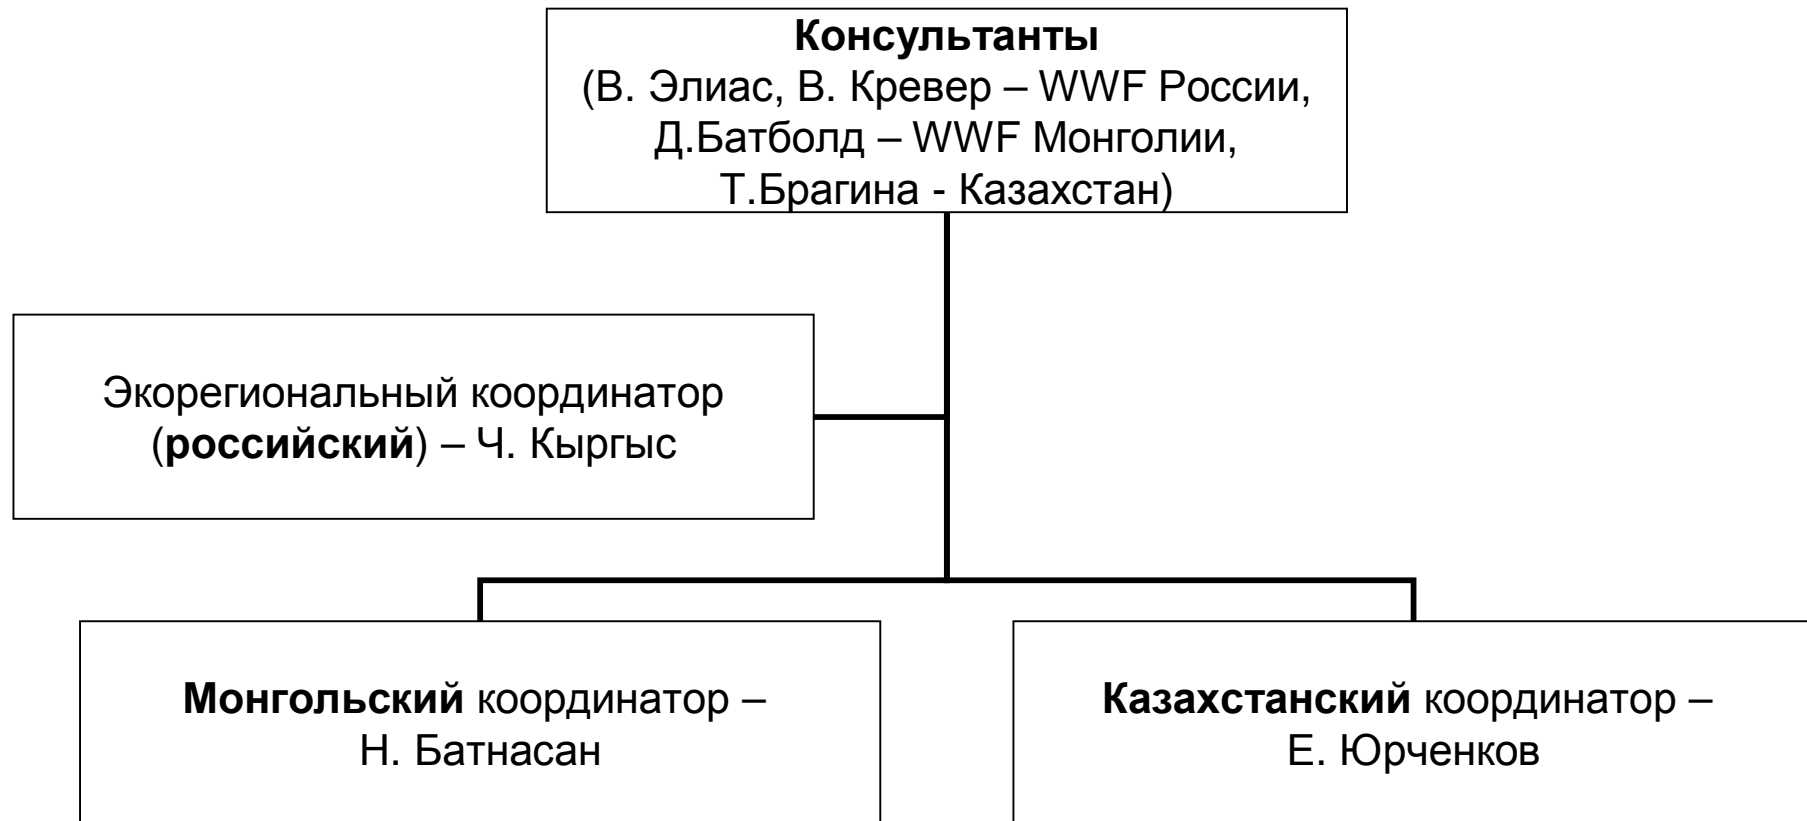 Консультанты
(В. Элиас, В. Кревер – WWF России,
Д.Батболд – WWF Монголии,
Т.Брагина - Казахстан)
Экорегиональный координатор
(российский) – Ч. Кыргыс
Монгольский координатор –
Н. Батнасан
Казахстанский координатор –
Е. Юрченков